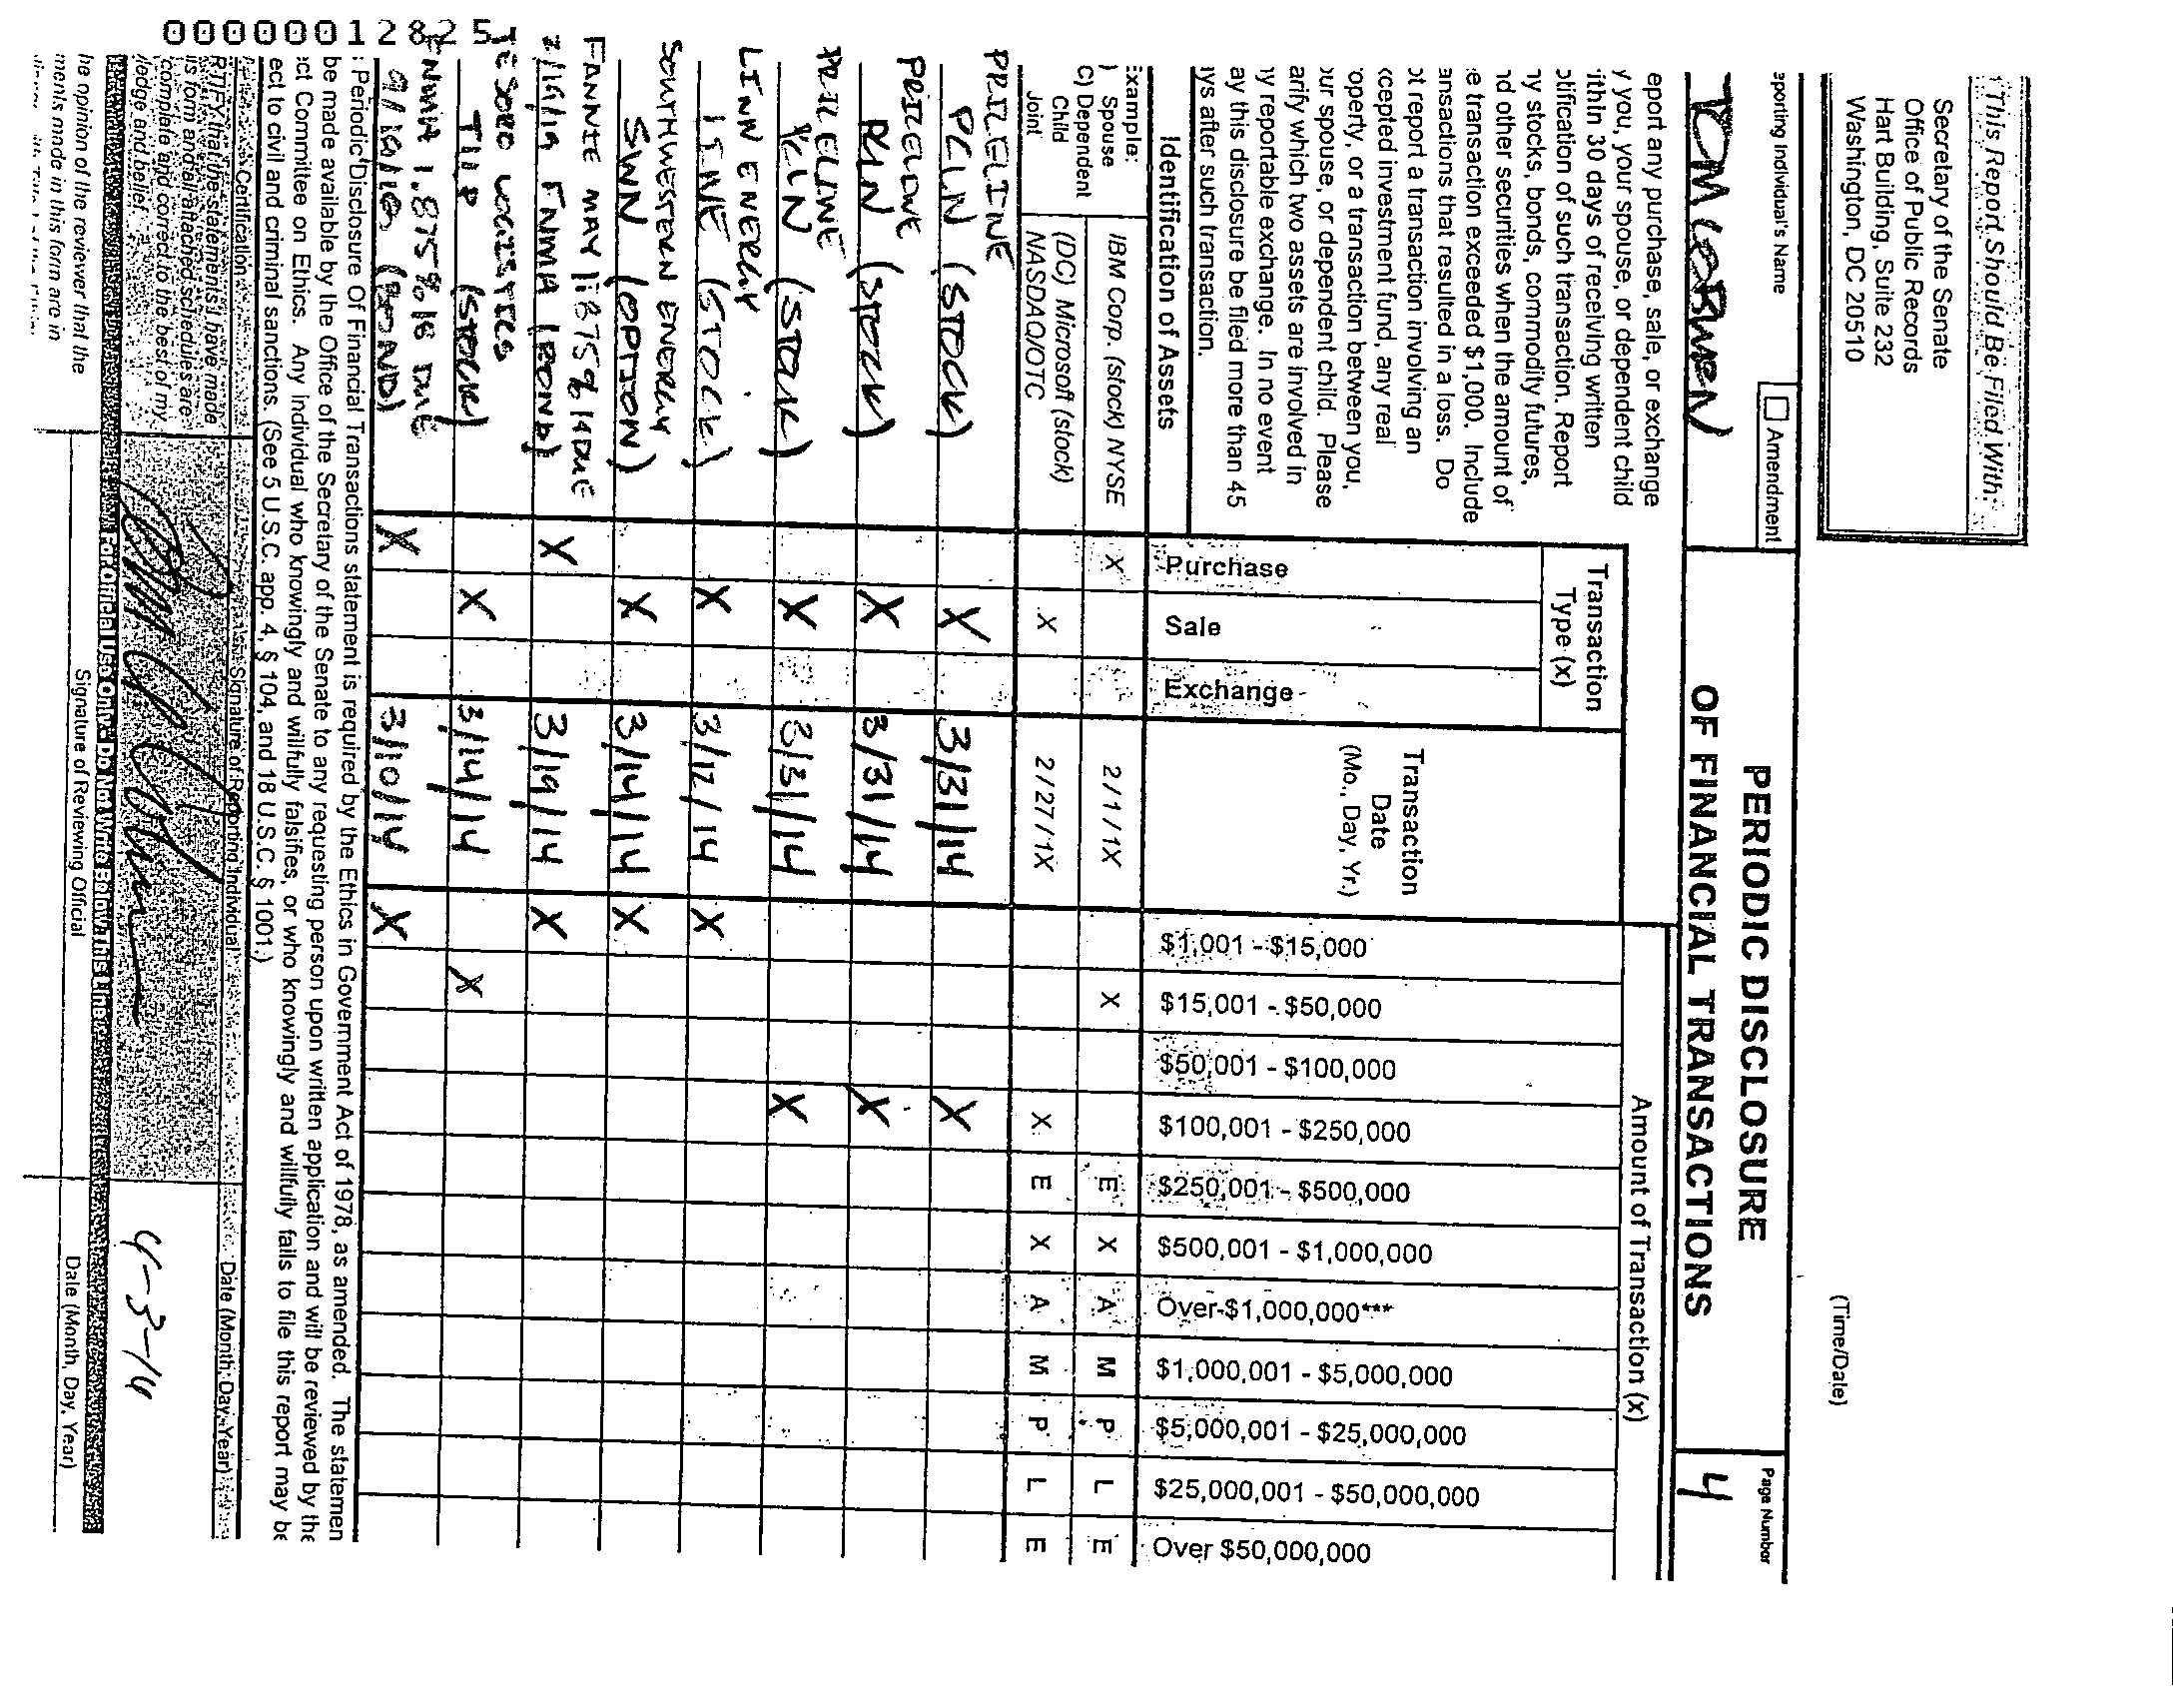 This Report Should Be Filed With:
Secretary of the Senate
Office of Public Records
Hart Building, Suite 232
Washington, DC 20510
(Time/Date)
eporting Individual's Name
Amendment
PERIODIC DISCLOSURE
OF FINANCIAL TRANSACTIONS
Page Number
4
eport any purchase, sale, or exchange
y you, your spouse, or dependent child
ithin 30 days of receiving written
otification of such transaction. Report
ny stocks, bonds, commodity futures,
nd other securities when the amount of
e transaction exceeded $1,000. Include
ansactions that resulted in a loss. Do
ot report a transaction involving an
xcepted investment fund, any real
operty, or a transaction between you,
our spouse, or dependent child. Please
arify which two assets are involved in
ny reportable exchange. In no event
ay this disclosure be filed more than 45
ays after such transaction.
Identification of Assets
Transaction
Type (x)
Purchase
Sale
Exchange
Transaction
Date
(Mo., Day, Yr.)
Amount of Transaction (x)
$1,001 - $15,000
$15,001 - $50,000
$50,001 - $100,000
$100,001 - $250,000
$250,001 - $500,000
$500,001 - $1,000,000
Over $1,000,000***
$1,000,001 - $5,000,000
$5,000,001 - $25,000,000
$25,000,001 - $50,000,000
Over $50,000,000
Example:
) Spouse
C) Dependent
Child
Joint
IBM Corp. (stock) NYSE X 2/1/1X X E X A M P L E
(DC) Microsoft (stock)
NASDAQ/OTC X 2/27/1X X E X A M P L E
PRICELINE
PCLN (STOCK) X 3/31/14 X
PRICELINE
PCLN (STOCK) X 3/31/14 X
PRICELINE
PCLN (STOCK) X 3/31/14 X
LINN ENERGY
LINE (STOCK) X 3/12/14 X
SOUTHWESTERN ENERGY
SWN (OPTION) X 3/14/14 X
FANNIE MAY 1.1875% 14 DUE
FNMA (BOND) X 3/19/14 X
TESORO LOGISTICS
TLLP (STOCK) X 3/14/14 X
FNMA 1.875% 18 DUE
(BOND) X 3/10/14 X
: Periodic Disclosure Of Financial Transactions statement is required by the Ethics in Government Act of 1978, as amended. The statemen
be made available by the Office of the Secretary of the Senate to any requesting person upon written application and will be reviewed by the
ct Committee on Ethics. Any individual who knowingly and willfully falsifies, or who knowingly and willfully fails to file this report may be
ect to civil and criminal sanctions. (See 5 U.S.C. app. 4, § 104, and 18 U.S.C. § 1001.)
Certification
Signature of Reporting Individual
Date (Month, Day, Year)
RTIFY that the statements I have made
is form and all attached schedules are
complete and correct to the best of my
ledge and belief.
4-3-14
For Official Use Only - Do Not Write Below This Line
he opinion of the reviewer that the
ments made in this form are in
Signature of Reviewing Official
Date (Month, Day, Year)
000000012825